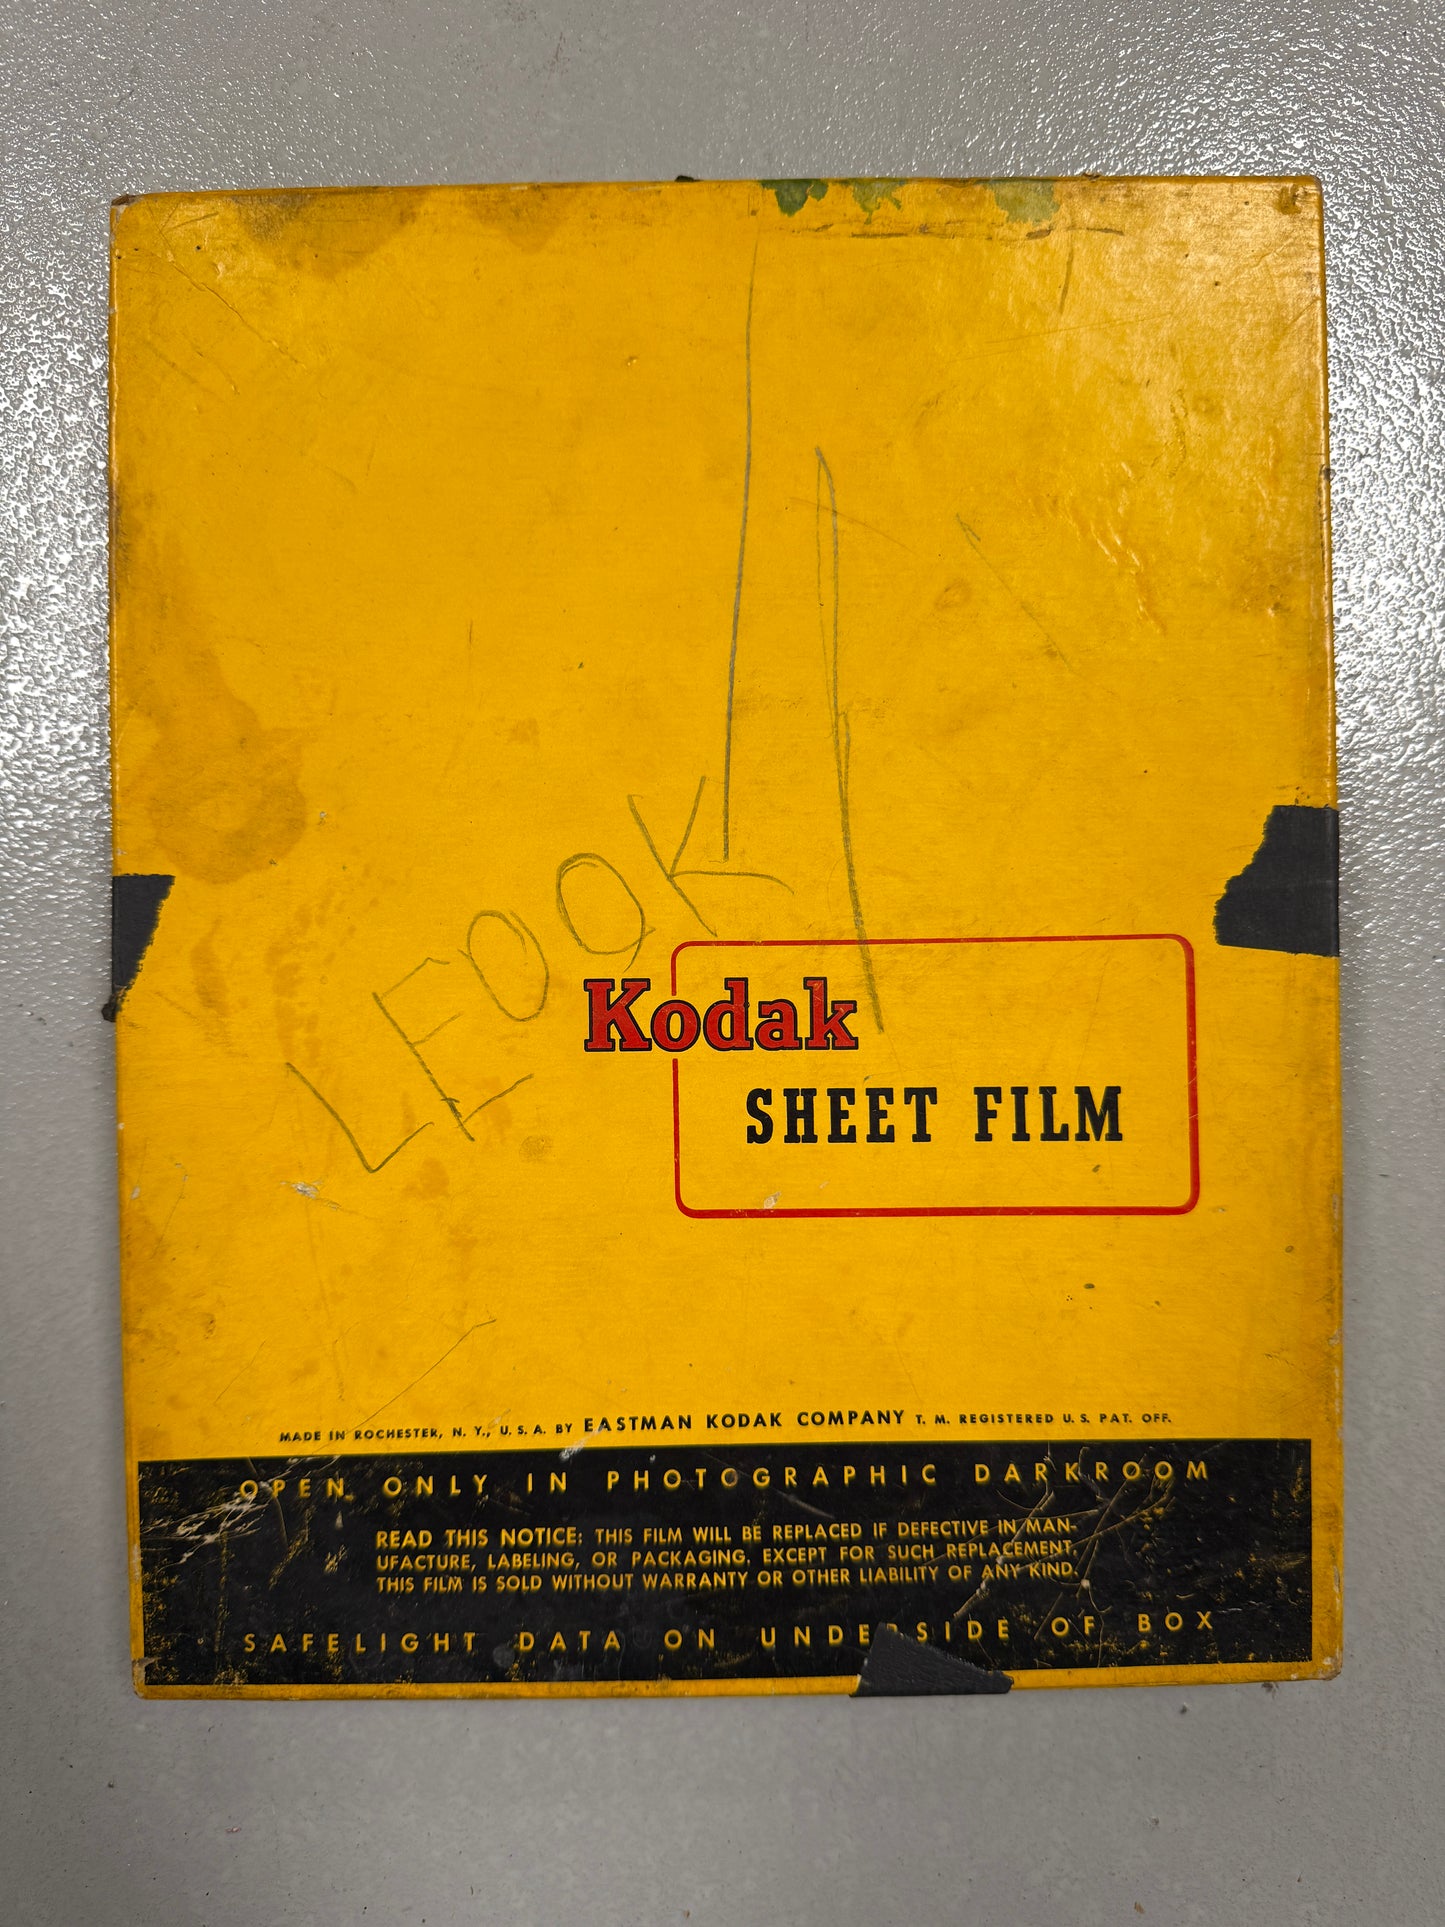 LEOOK
Kodak
SHEET FILM
MADE IN ROCHESTER, N. Y., U. S. A. BY EASTMAN KODAK COMPANY T. M. REGISTERED U. S. PAT. OFF.
OPEN ONLY IN PHOTOGRAPHIC DARKROOM
READ THIS NOTICE: THIS FILM WILL BE REPLACED IF DEFECTIVE IN MAN-
UFACTURE, LABELING, OR PACKAGING. EXCEPT FOR SUCH REPLACEMENT,
THIS FILM IS SOLD WITHOUT WARRANTY OR OTHER LIABILITY OF ANY KIND.
SAFELIGHT DATA ON UNDERSIDE OF BOX